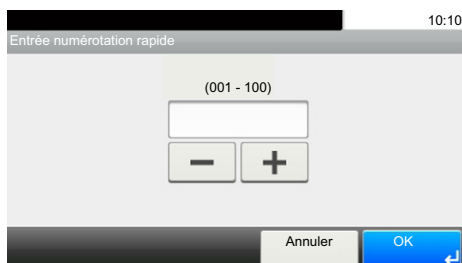 10:10
Entrée numérotation rapide
(001 - 100)
Annuler
OK